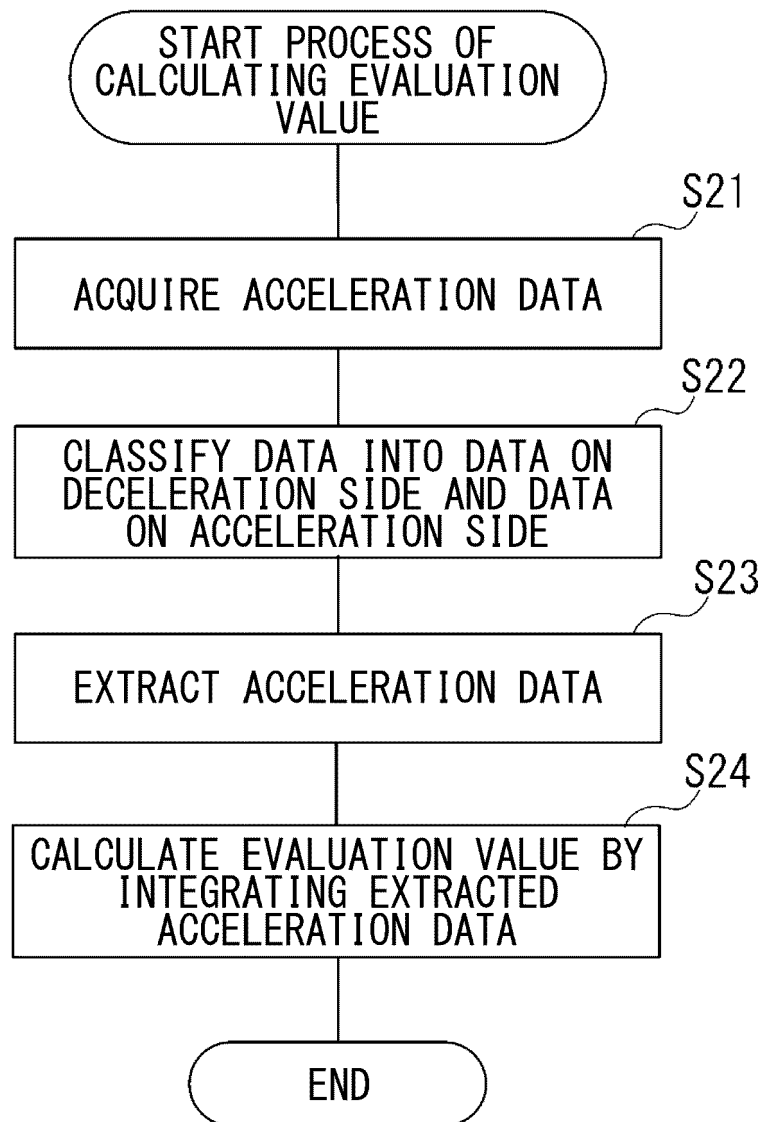 START PROCESS OF
CALCULATING EVALUATION
VALUE
S21
ACQUIRE ACCELERATION DATA
S22
CLASSIFY DATA INTO DATA ON
DECELERATION SIDE AND DATA
ON ACCELERATION SIDE
S23
EXTRACT ACCELERATION DATA
S24
CALCULATE EVALUATION VALUE BY
INTEGRATING EXTRACTED
ACCELERATION DATA
END